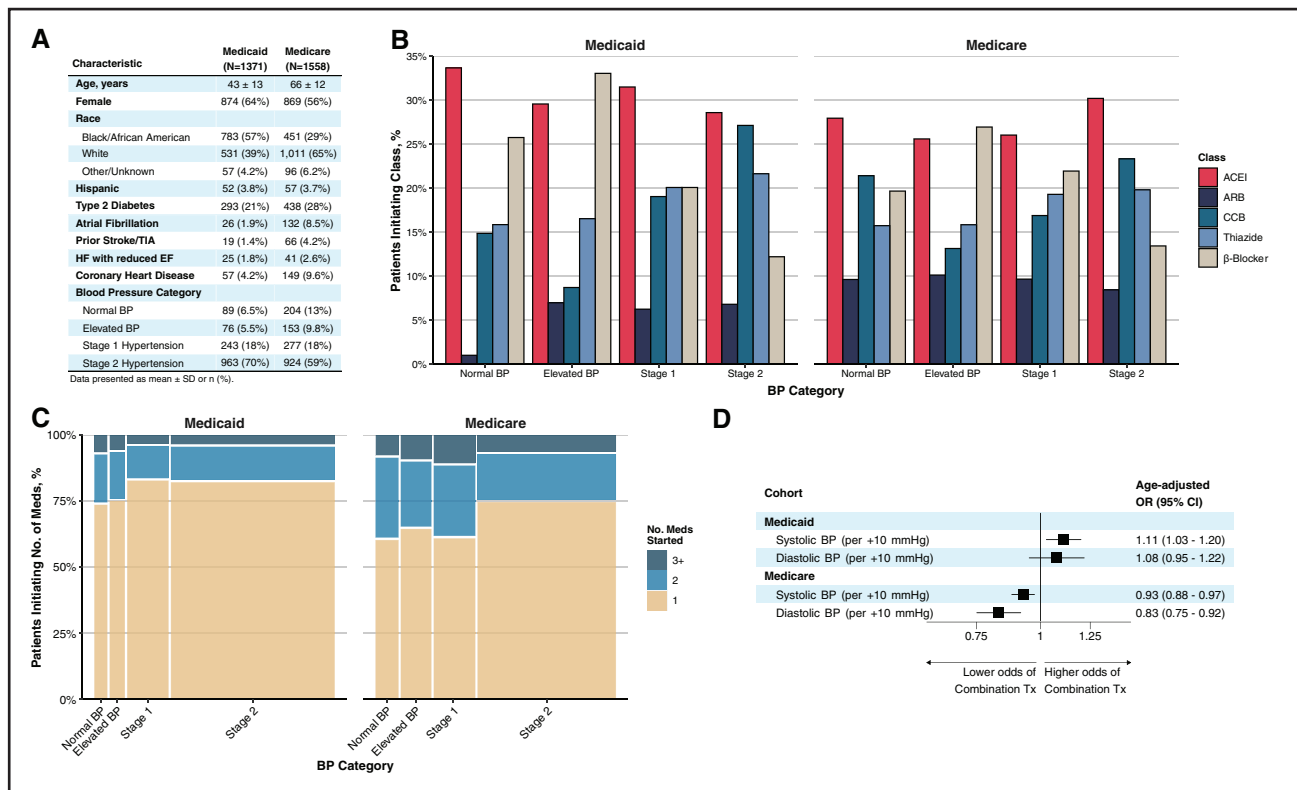 A
Characteristic Medicaid (N=1371) Medicare (N=1558)
Age, years 43 ± 13 66 ± 12
Female 874 (64%) 869 (56%)
Race
Black/African American 783 (57%) 451 (29%)
White 531 (39%) 1,011 (65%)
Other/Unknown 57 (4.2%) 96 (6.2%)
Hispanic 52 (3.8%) 57 (3.7%)
Type 2 Diabetes 293 (21%) 438 (28%)
Atrial Fibrillation 26 (1.9%) 132 (8.5%)
Prior Stroke/TIA 19 (1.4%) 66 (4.2%)
HF with reduced EF 25 (1.8%) 41 (2.6%)
Coronary Heart Disease 57 (4.2%) 149 (9.6%)
Blood Pressure Category
Normal BP 89 (6.5%) 204 (13%)
Elevated BP 76 (5.5%) 153 (9.8%)
Stage 1 Hypertension 243 (18%) 277 (18%)
Stage 2 Hypertension 963 (70%) 924 (59%)
Data presented as mean ± SD or n (%).
B
Medicaid Medicare
Patients Initiating Class, %
35%
30%
25%
20%
15%
10%
5%
0%
Normal BP Elevated BP Stage 1 Stage 2 Normal BP Elevated BP Stage 1 Stage 2
BP Category
Class
ACEI
ARB
CCB
Thiazide
β-Blocker
C
Medicaid Medicare
Patients Initiating No. of Meds, %
100%
75%
50%
25%
0%
Normal BP Elevated BP Stage 1 Stage 2 Normal BP Elevated BP Stage 1 Stage 2
BP Category
No. Meds
Started
3+
2
1
D
Cohort Age-adjusted OR (95% CI)
Medicaid
Systolic BP (per +10 mmHg) 1.11 (1.03 - 1.20)
Diastolic BP (per +10 mmHg) 1.08 (0.95 - 1.22)
Medicare
Systolic BP (per +10 mmHg) 0.93 (0.88 - 0.97)
Diastolic BP (per +10 mmHg) 0.83 (0.75 - 0.92)
0.75 1 1.25
Lower odds of Higher odds of
Combination Tx Combination Tx